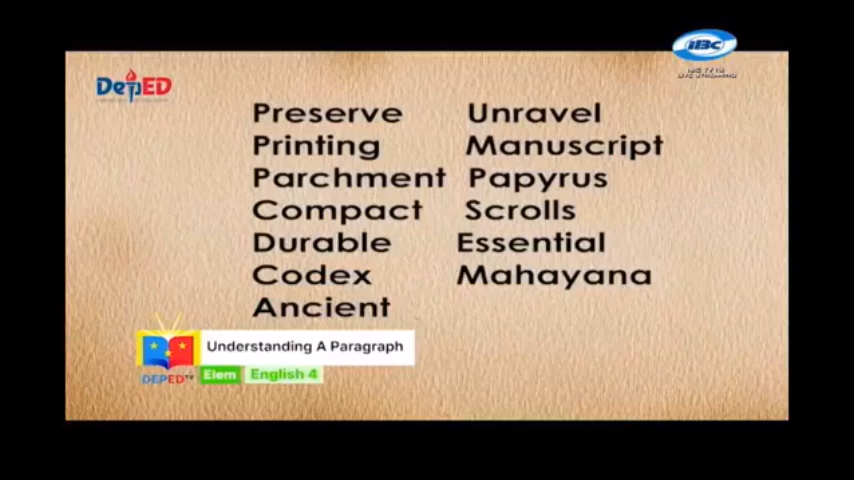 DepED
IBC
Preserve Unravel
Printing Manuscript
Parchment Papyrus
Compact Scrolls
Durable Essential
Codex Mahayana
Ancient
Understanding A Paragraph
DEPED TV
Elem English 4